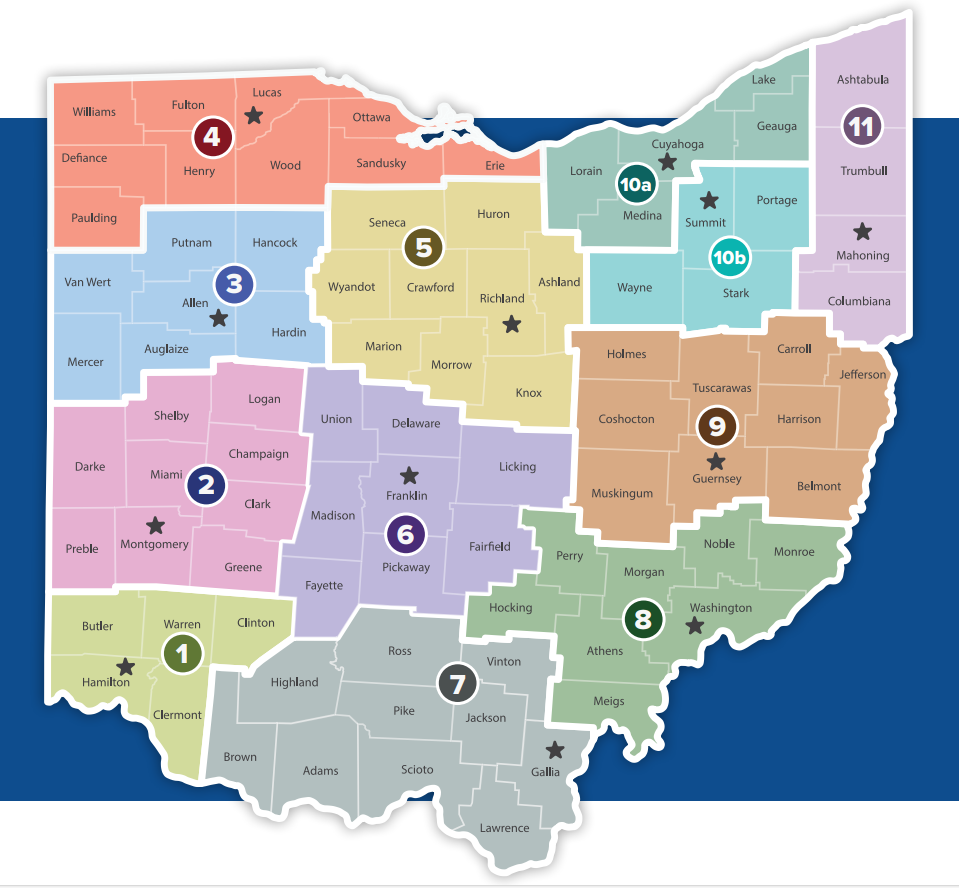 Williams
Fulton
Lucas
Ottawa
Defiance
4
Henry
Wood
Sandusky
Erie
Paulding
Lake
Ashtabula
Geauga
11
Cuyahoga
Lorain
10a
Trumbull
Medina
Portage
Summit
10b
Mahoning
Wayne
Stark
Columbiana
Seneca
Huron
5
Wyandot
Crawford
Ashland
Richland
Marion
Morrow
Knox
Putnam
Hancock
Van Wert
3
Allen
Hardin
Auglaize
Mercer
Holmes
Carroll
Jefferson
Tuscarawas
Coshocton
9
Harrison
Guernsey
Muskingum
Belmont
Logan
Shelby
Champaign
Darke
Miami
2
Clark
Montgomery
Preble
Greene
Union
Delaware
Licking
Franklin
Madison
6
Fairfield
Pickaway
Fayette
Perry
Noble
Monroe
Morgan
Hocking
Washington
8
Athens
Meigs
Butler
Warren
Clinton
1
Hamilton
Clermont
Ross
Vinton
Highland
7
Pike
Jackson
Brown
Adams
Scioto
Gallia
Lawrence